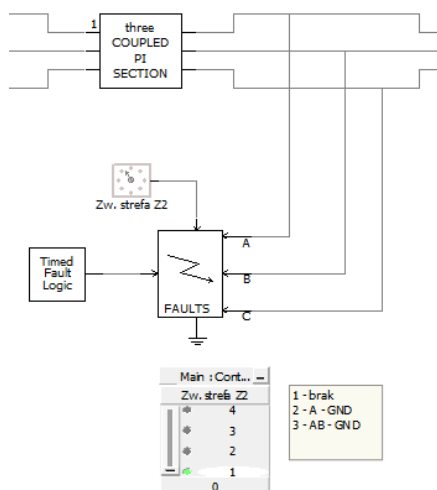 1
three
COUPLED
PI
SECTION
Zw. strefa Z2
A
Timed
Fault
Logic
B
FAULTS
C
Main : Cont...
Zw. strefa Z2
4
3
2
1
0
1 - brak
2 - A - GND
3 - AB - GND